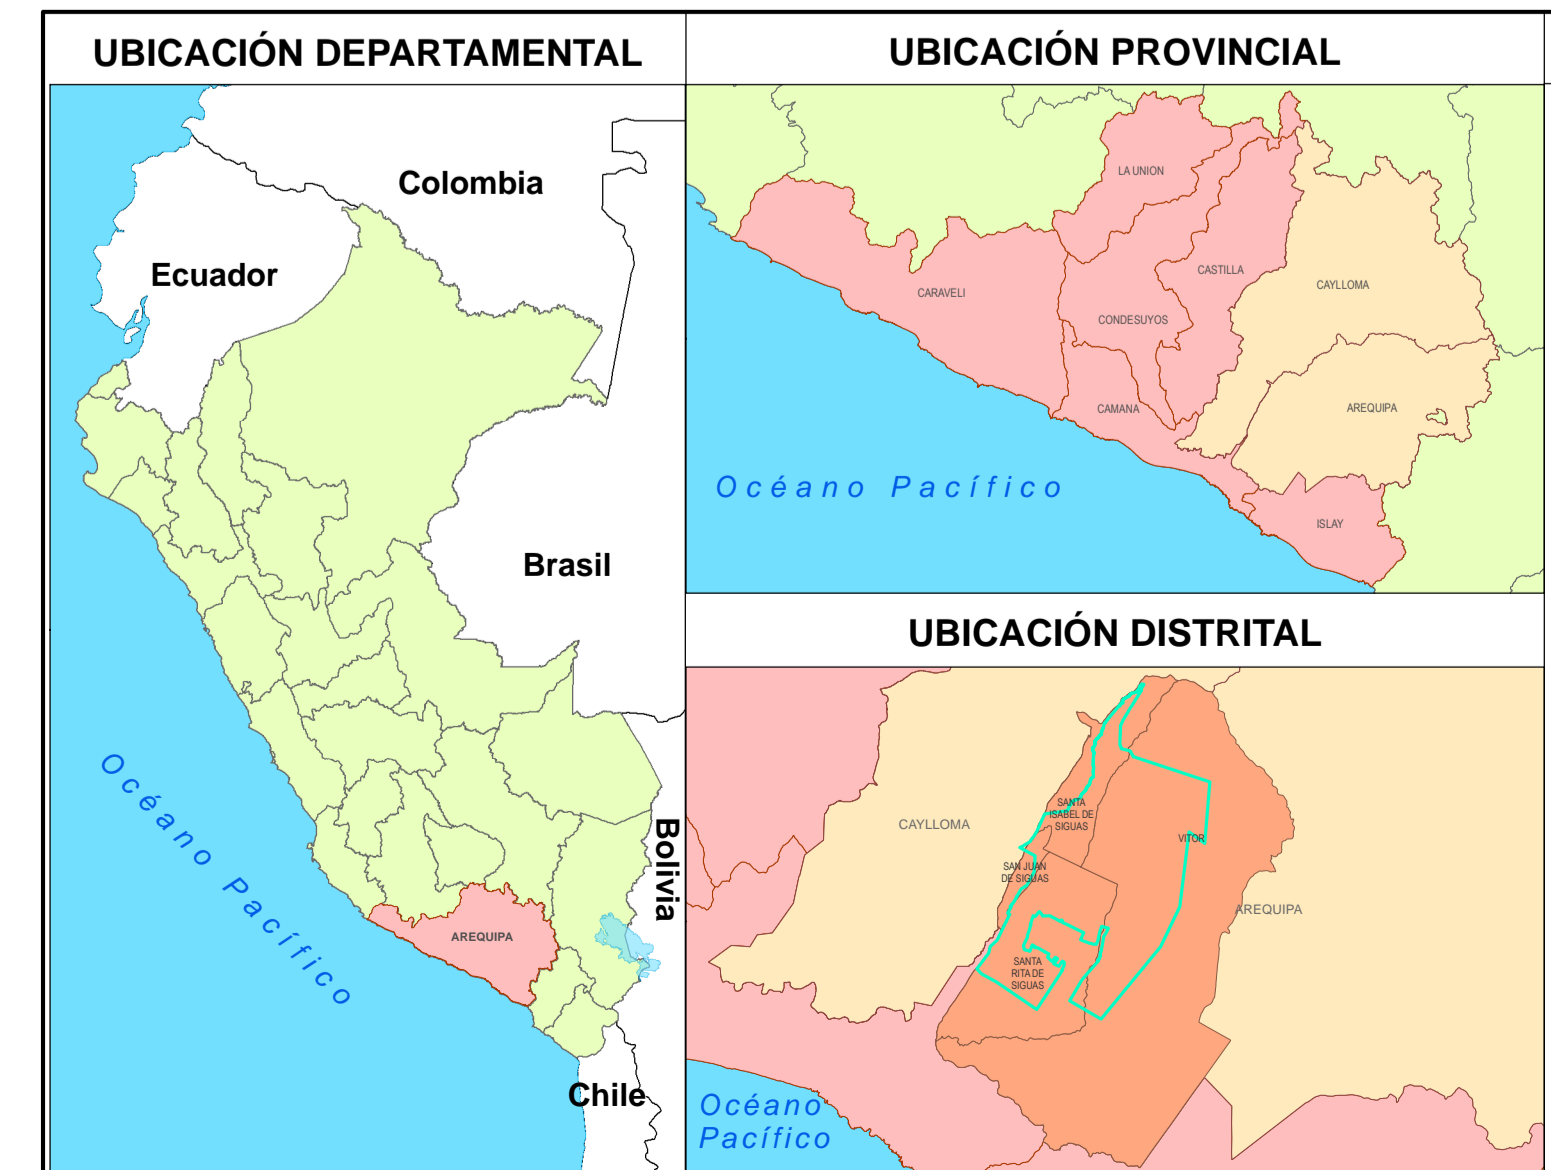 UBICACIÓN DEPARTAMENTAL
Colombia
Ecuador
Brasil
Bolivia
Océano Pacífico
AREQUIPA
Chile
UBICACIÓN PROVINCIAL
LA UNION
CASTILLA
CAYLLOMA
CARAVELI
CONDESUYOS
CAMANA
AREQUIPA
Océano Pacífico
ISLAY
UBICACIÓN DISTRITAL
SANTA
ISABEL DE
SIGUAS
CAYLLOMA
VITOR
SAN JUAN
DE SIGUAS
AREQUIPA
SANTA
RITA DE
SIGUAS
Océano
Pacífico